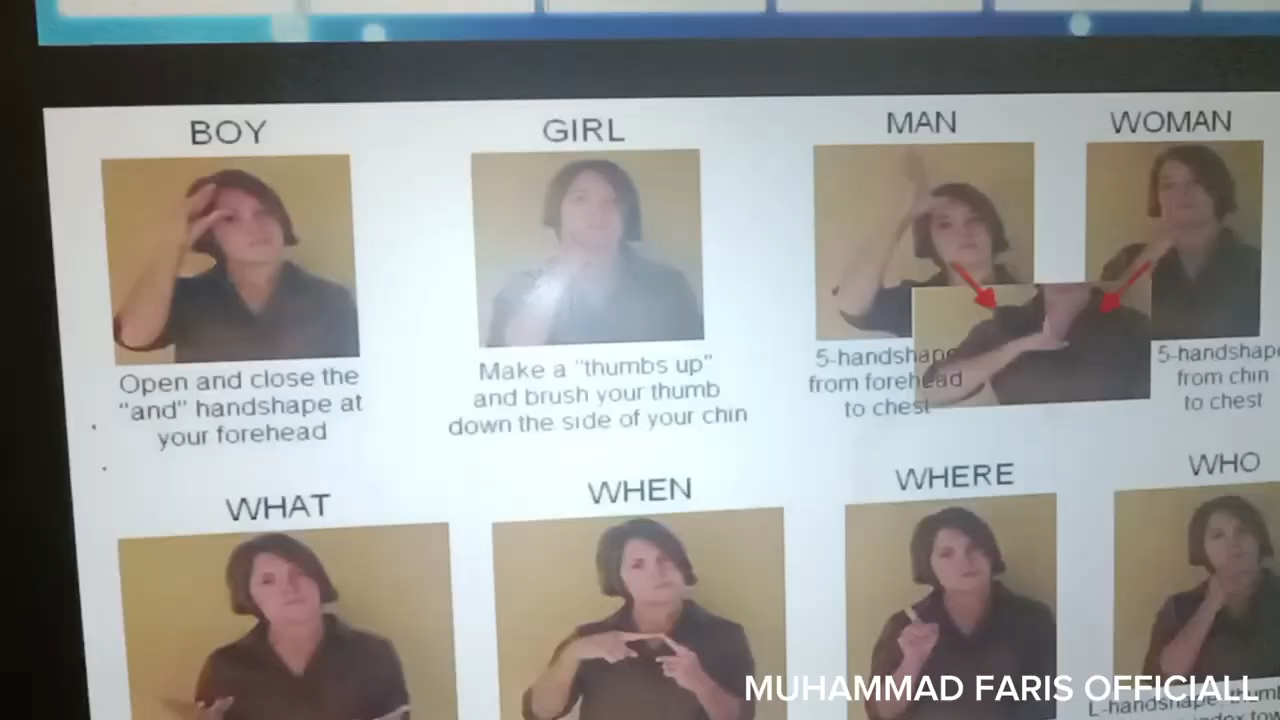 BOY
GIRL
MAN
WOMAN
Open and close the
"and" handshape at
your forehead
Make a "thumbs up"
and brush your thumb
down the side of your chin
5-handshape
from forehead
to chest
5-handshape
from chin
to chest
WHAT
WHEN
WHERE
WHO
L-handshape,
MUHAMMAD FARIS OFFICIALL